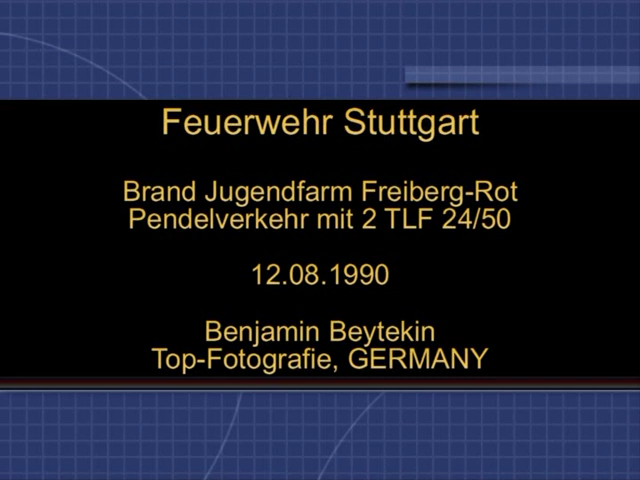 Feuerwehr Stuttgart
Brand Jugendfarm Freiberg-Rot
Pendelverkehr mit 2 TLF 24/50
12.08.1990
Benjamin Beytekin
Top-Fotografie, GERMANY